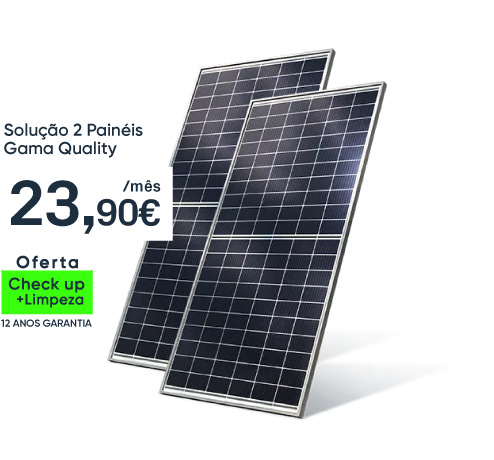 Solução 2 Painéis
Gama Quality
/mês
23,90€
Oferta
Check up
+Limpeza
12 ANOS GARANTIA